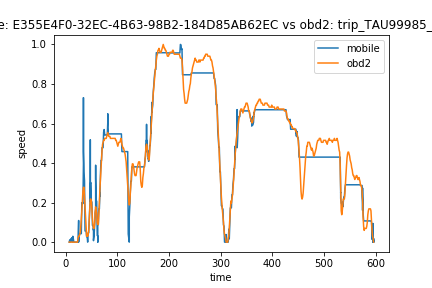 e: E355E4F0-32EC-4B63-98B2-184D85AB62EC vs obd2: trip_TAU99985_
mobile
obd2
1.0
0.8
0.6
0.4
0.2
0.0
speed
0 100 200 300 400 500 600
time